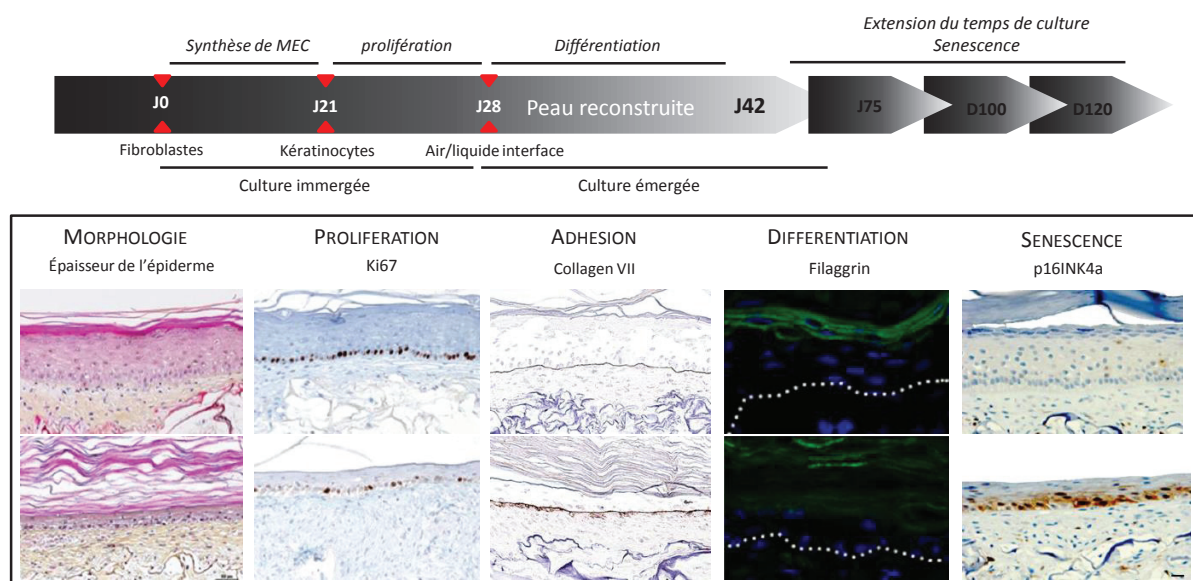 Synthèse de MEC
prolifération
Différentiation
Extension du temps de culture
Senescence
J0
J21
J28
Peau reconstruite
J42
J75
D100
D120
Fibroblastes
Kératinocytes
Air/liquide interface
Culture immergée
Culture émergée
MORPHOLOGIE
Épaisseur de l'épiderme
PROLIFERATION
Ki67
ADHESION
Collagen VII
DIFFERENTIATION
Filaggrin
SENESCENCE
p16INK4a